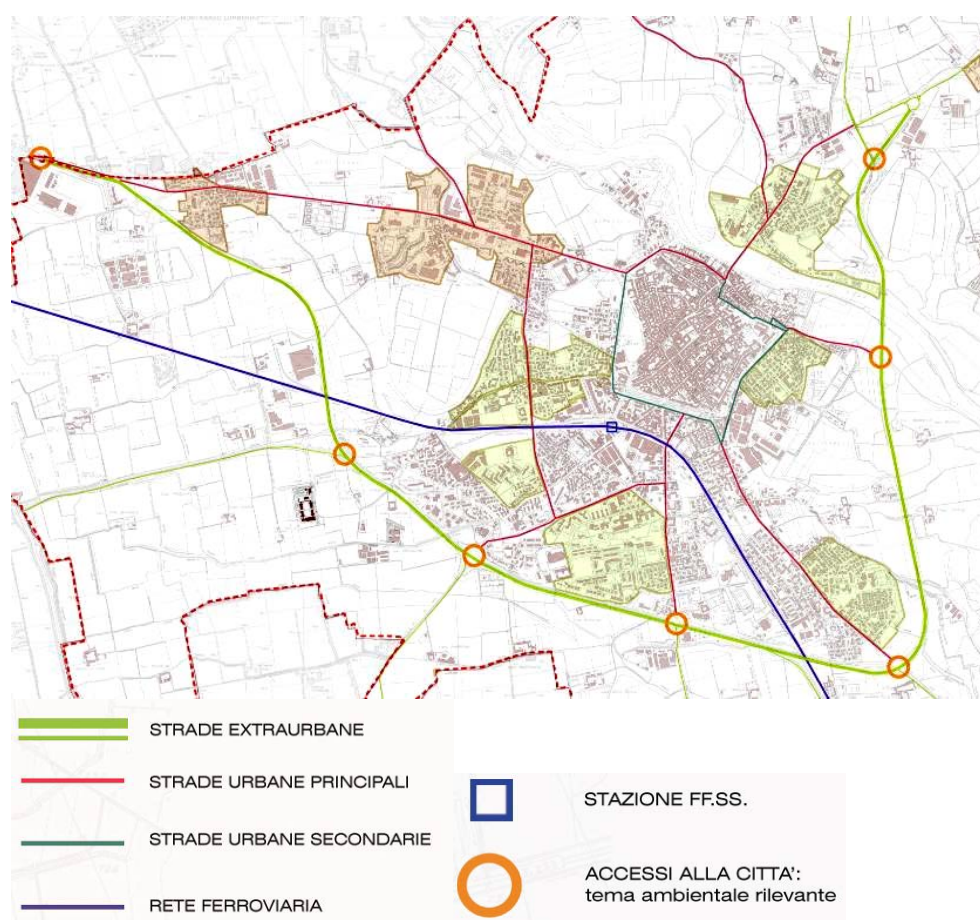 STRADE EXTRAURBANE
STRADE URBANE PRINCIPALI
STRADE URBANE SECONDARIE
RETE FERROVIARIA
STAZIONE FF.SS.
ACCESSI ALLA CITTA':
tema ambientale rilevante